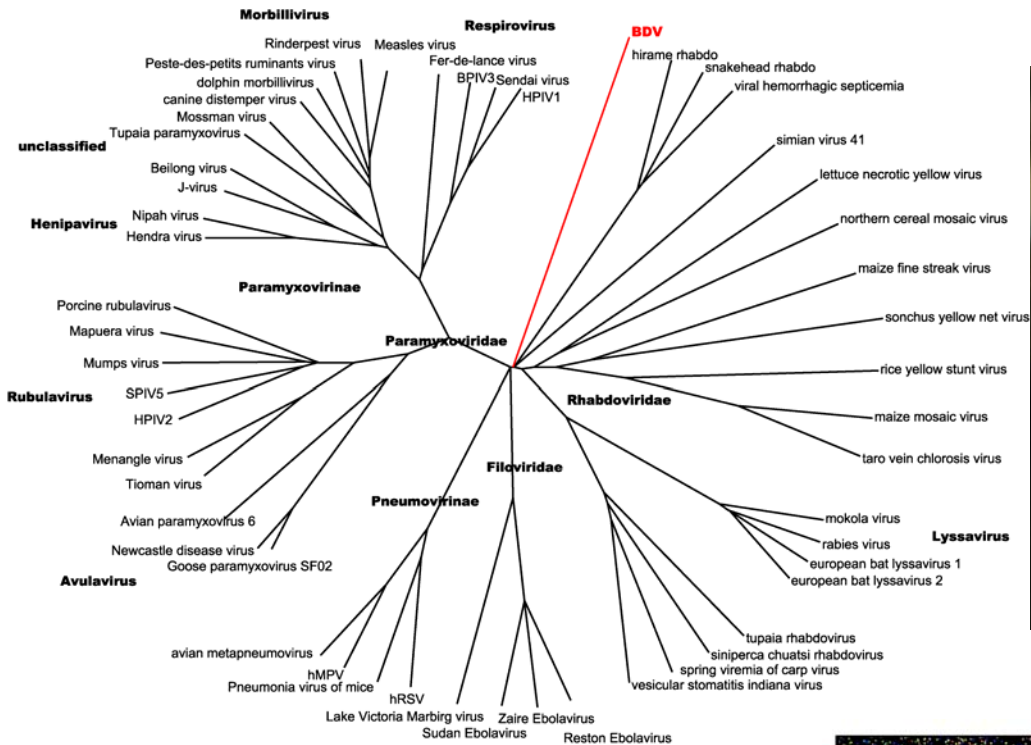 Morbillivirus
Respirovirus
BDV
Rinderpest virus
Measles virus
hirame rhabdo
Peste-des-petits ruminants virus
Fer-de-lance virus
snakehead rhabdo
dolphin morbillivirus
BPIV3
Sendai virus
viral hemorrhagic septicemia
canine distemper virus
HPIV1
Mossman virus
Tupaia paramyxovirus
simian virus 41
unclassified
Beilong virus
lettuce necrotic yellow virus
J-virus
Nipah virus
northern cereal mosaic virus
Henipavirus
Hendra virus
maize fine streak virus
Paramyxovirinae
Porcine rubulavirus
sonchus yellow net virus
Mapuera virus
Paramyxoviridae
Mumps virus
rice yellow stunt virus
Rubulavirus
SPIV5
Rhabdoviridae
HPIV2
maize mosaic virus
Menangle virus
taro vein chlorosis virus
Filoviridae
Tioman virus
Pneumovirinae
Avian paramyxovirus 6
mokola virus
Lyssavirus
rabies virus
Newcastle disease virus
Goose paramyxovirus SF02
european bat lyssavirus 1
Avulavirus
european bat lyssavirus 2
tupaia rhabdovirus
avian metapneumovirus
siniperca chuatsi rhabdovirus
hMPV
spring viremia of carp virus
Pneumonia virus of mice
vesicular stomatitis indiana virus
hRSV
Lake Victoria Marbirg virus
Zaire Ebolavirus
Sudan Ebolavirus
Reston Ebolavirus